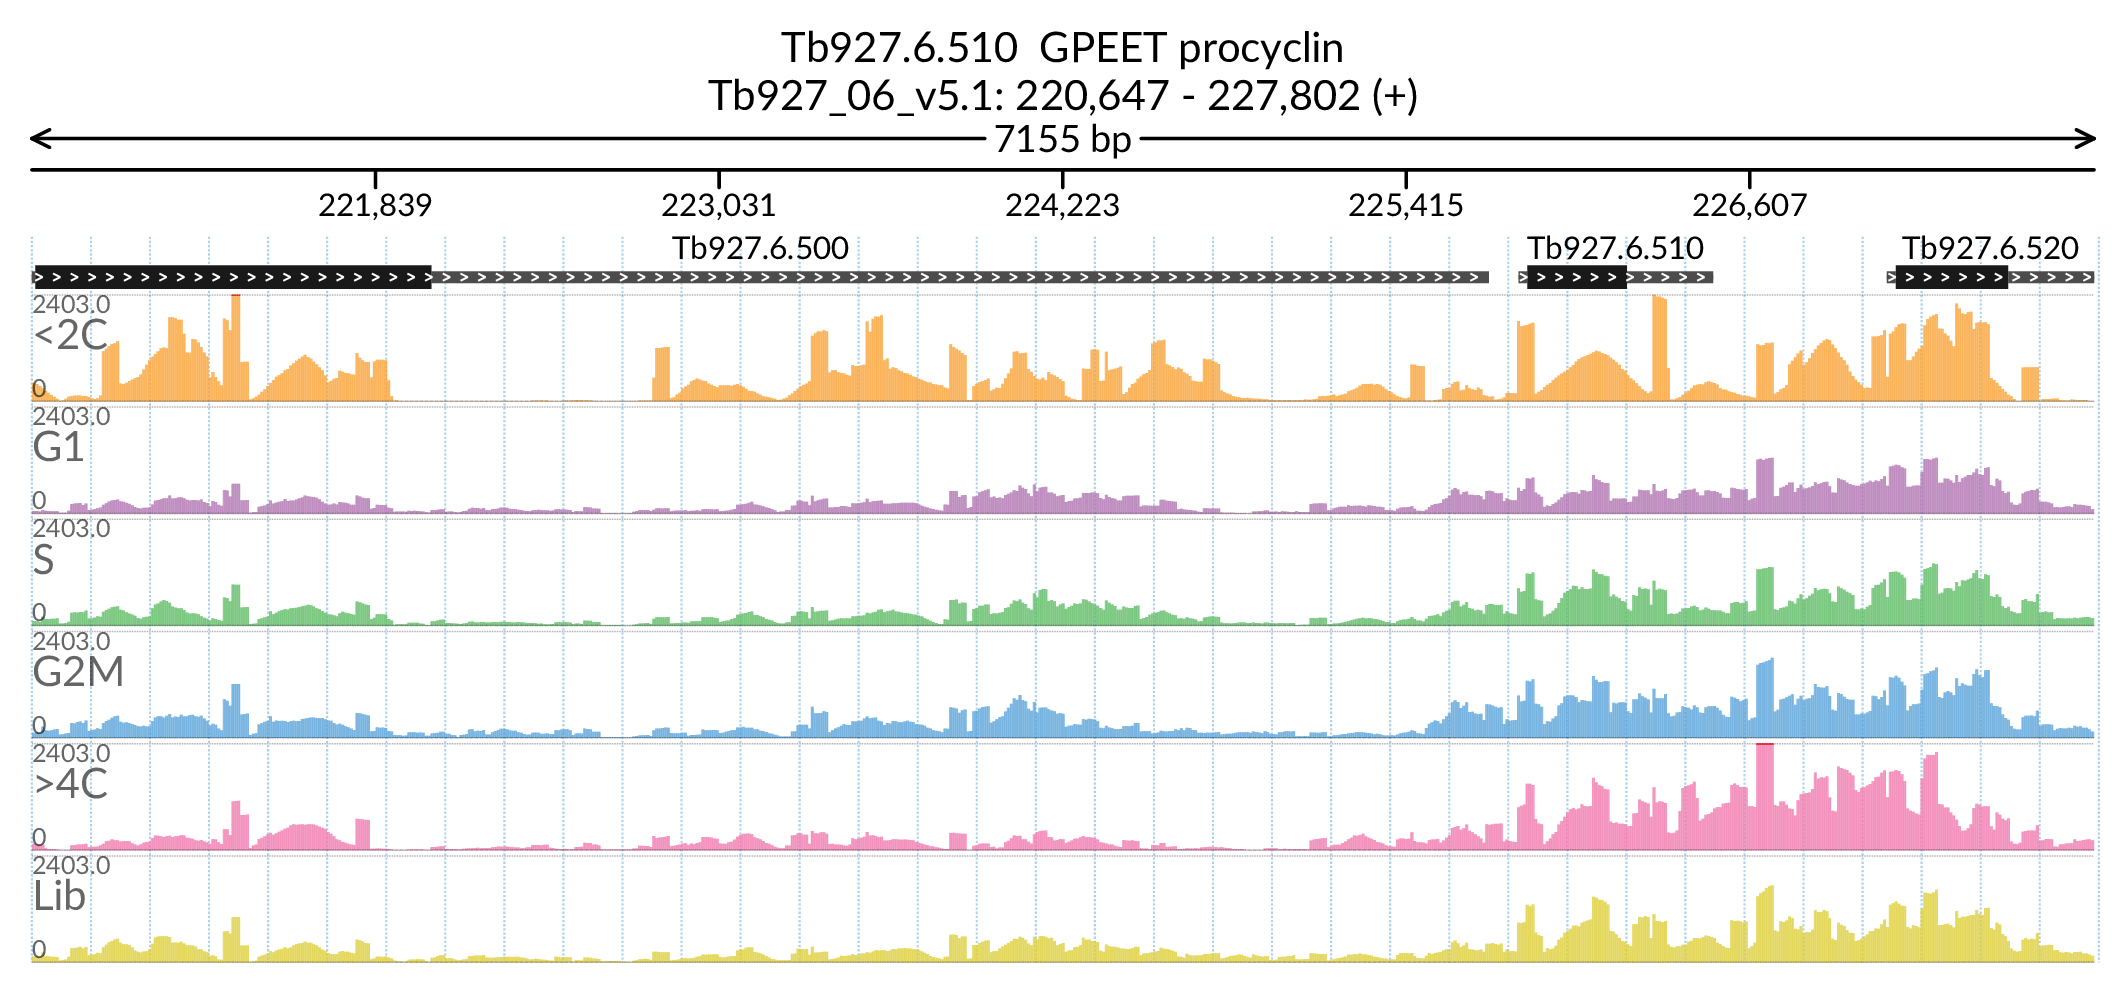 Tb927.6.510  GPEET procyclin
Tb927_06_v5.1: 220,647 - 227,802 (+)
7155 bp
221,839 223,031 224,223 225,415 226,607
Tb927.6.500 Tb927.6.510 Tb927.6.520
2403.0
<2C
0
2403.0
G1
0
2403.0
S
0
2403.0
G2M
0
2403.0
>4C
0
2403.0
Lib
0